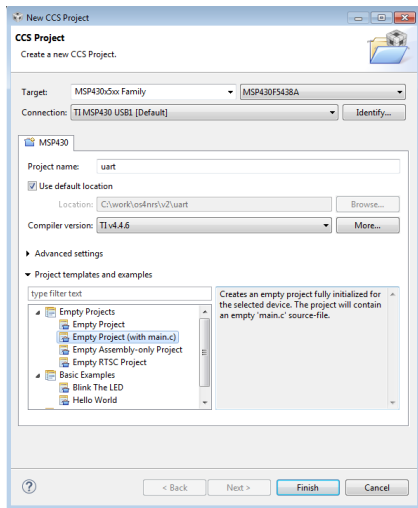 New CCS Project
CCS Project
Create a new CCS Project.
Target: MSP430x5xx Family MSP430F5438A
Connection: TI MSP430 USB1 [Default] Identify...
MSP430
Project name: uart
Use default location
Location: C:\work\os4nrs\v2\uart Browse...
Compiler version: TI v4.4.6 More...
Advanced settings
Project templates and examples
type filter text
Creates an empty project fully initialized for
the selected device. The project will contain
an empty 'main.c' source-file.
Empty Projects
Empty Project
Empty Project (with main.c)
Empty Assembly-only Project
Empty RTSC Project
Basic Examples
Blink The LED
Hello World
? < Back Next > Finish Cancel